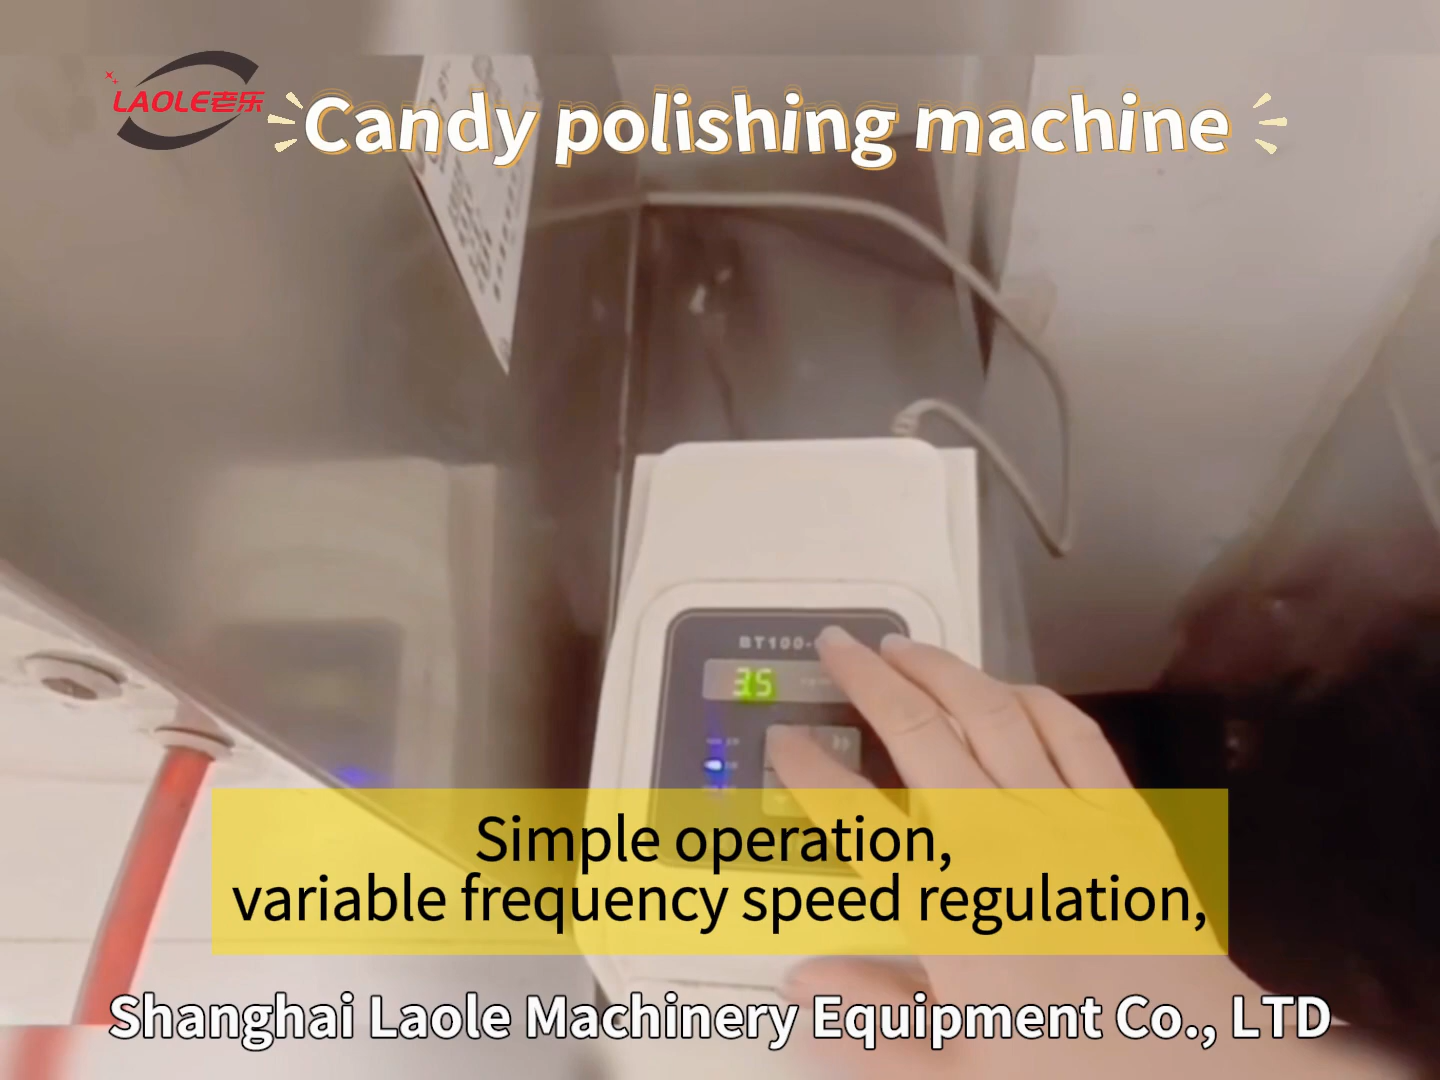 LAOLE老乐
Candy polishing machine
BT100-
35
Simple operation,
variable frequency speed regulation,
Shanghai Laole Machinery Equipment Co., LTD